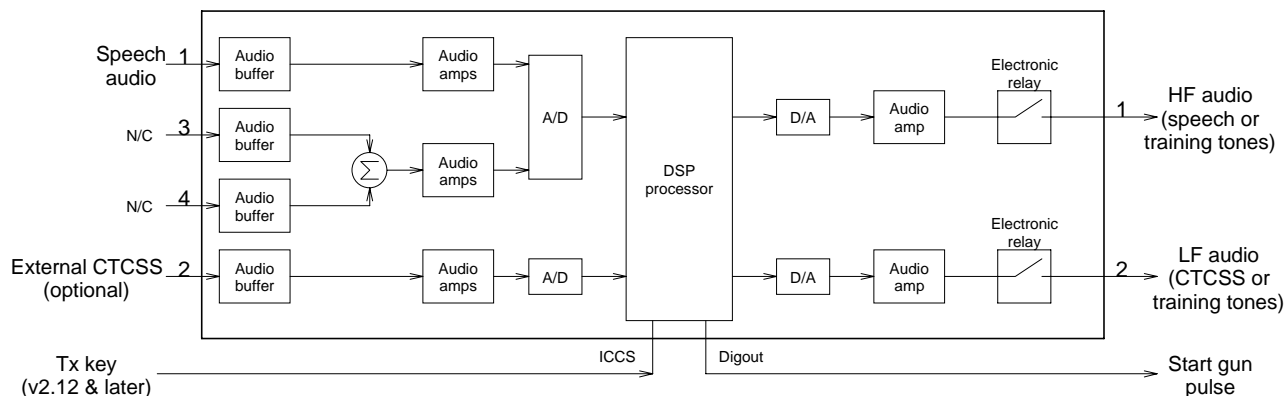 Speech
audio
1
Audio
buffer
Audio
amps
N/C
3
Audio
buffer
Σ
Audio
amps
A/D
N/C
4
Audio
buffer
External CTCSS
(optional)
2
Audio
buffer
Audio
amps
A/D
DSP
processor
D/A
Audio
amp
Electronic
relay
1
HF audio
(speech or
training tones)
D/A
Audio
amp
Electronic
relay
2
LF audio
(CTCSS or
training tones)
Tx key
(v2.12 & later)
ICCS
Digout
Start gun
pulse